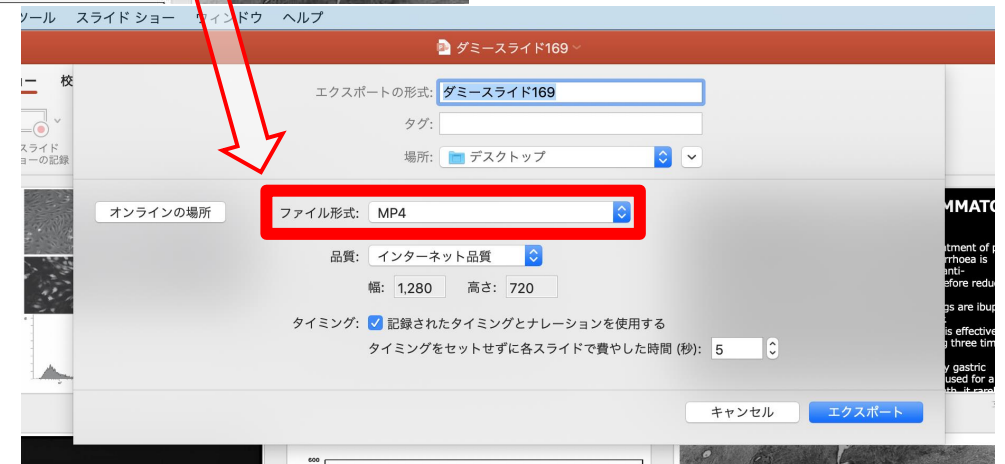 ツール スライド ショー ウィンドウ ヘルプ
ダミースライド169
ー 校
スライド
ョーの記録
エクスポートの形式: ダミースライド169
タグ:
場所: デスクトップ
オンラインの場所
ファイル形式: MP4
品質: インターネット品質
幅: 1,280 高さ: 720
タイミング: 記録されたタイミングとナレーションを使用する
タイミングをセットせずに各スライドで費やした時間 (秒): 5
キャンセル エクスポート
MMATO
tment of p
rrhoea is
anti-
efore redu
gs are ibup
is effective
three tim
y gastric
used for a
600